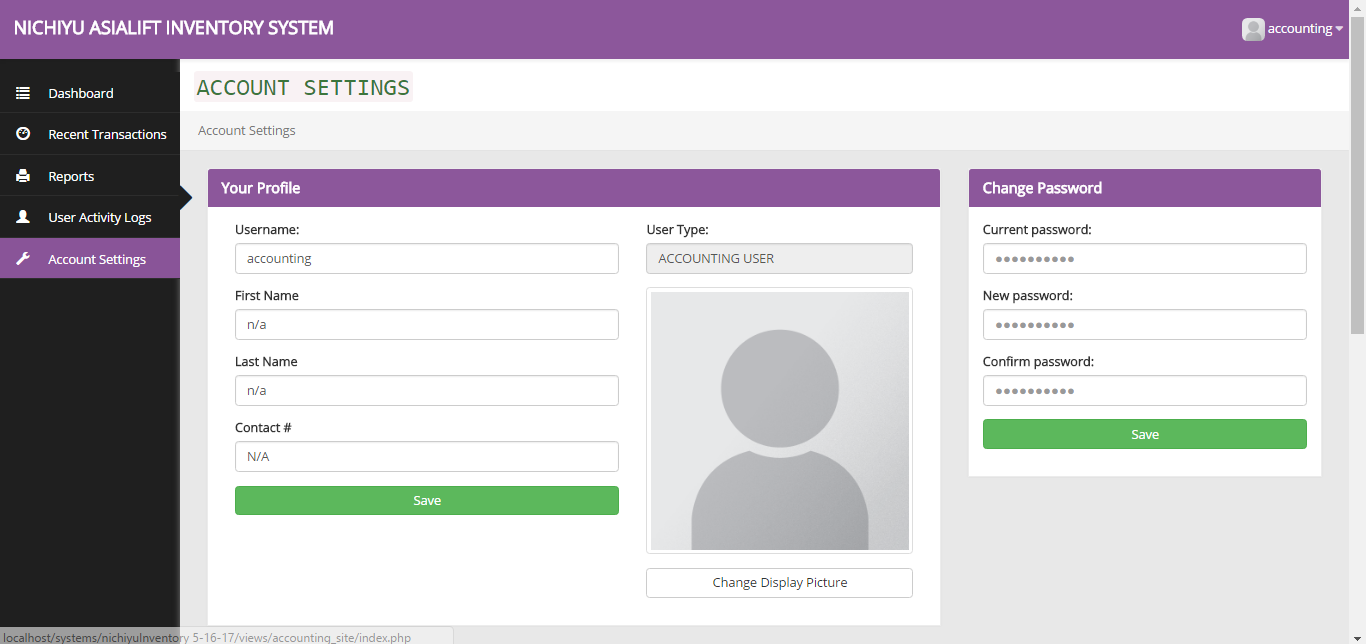 NICHIYU ASIALIFT INVENTORY SYSTEM
accounting
Dashboard
Recent Transactions
Reports
User Activity Logs
Account Settings
ACCOUNT SETTINGS
Account Settings
Your Profile
Username:
accounting
First Name
n/a
Last Name
n/a
Contact #
N/A
Save
User Type:
ACCOUNTING USER
Change Display Picture
Change Password
Current password:
••••••••••
New password:
••••••••••
Confirm password:
••••••••••
Save
localhost/systems/nichiyuInventory 5-16-17/views/accounting_site/index.php